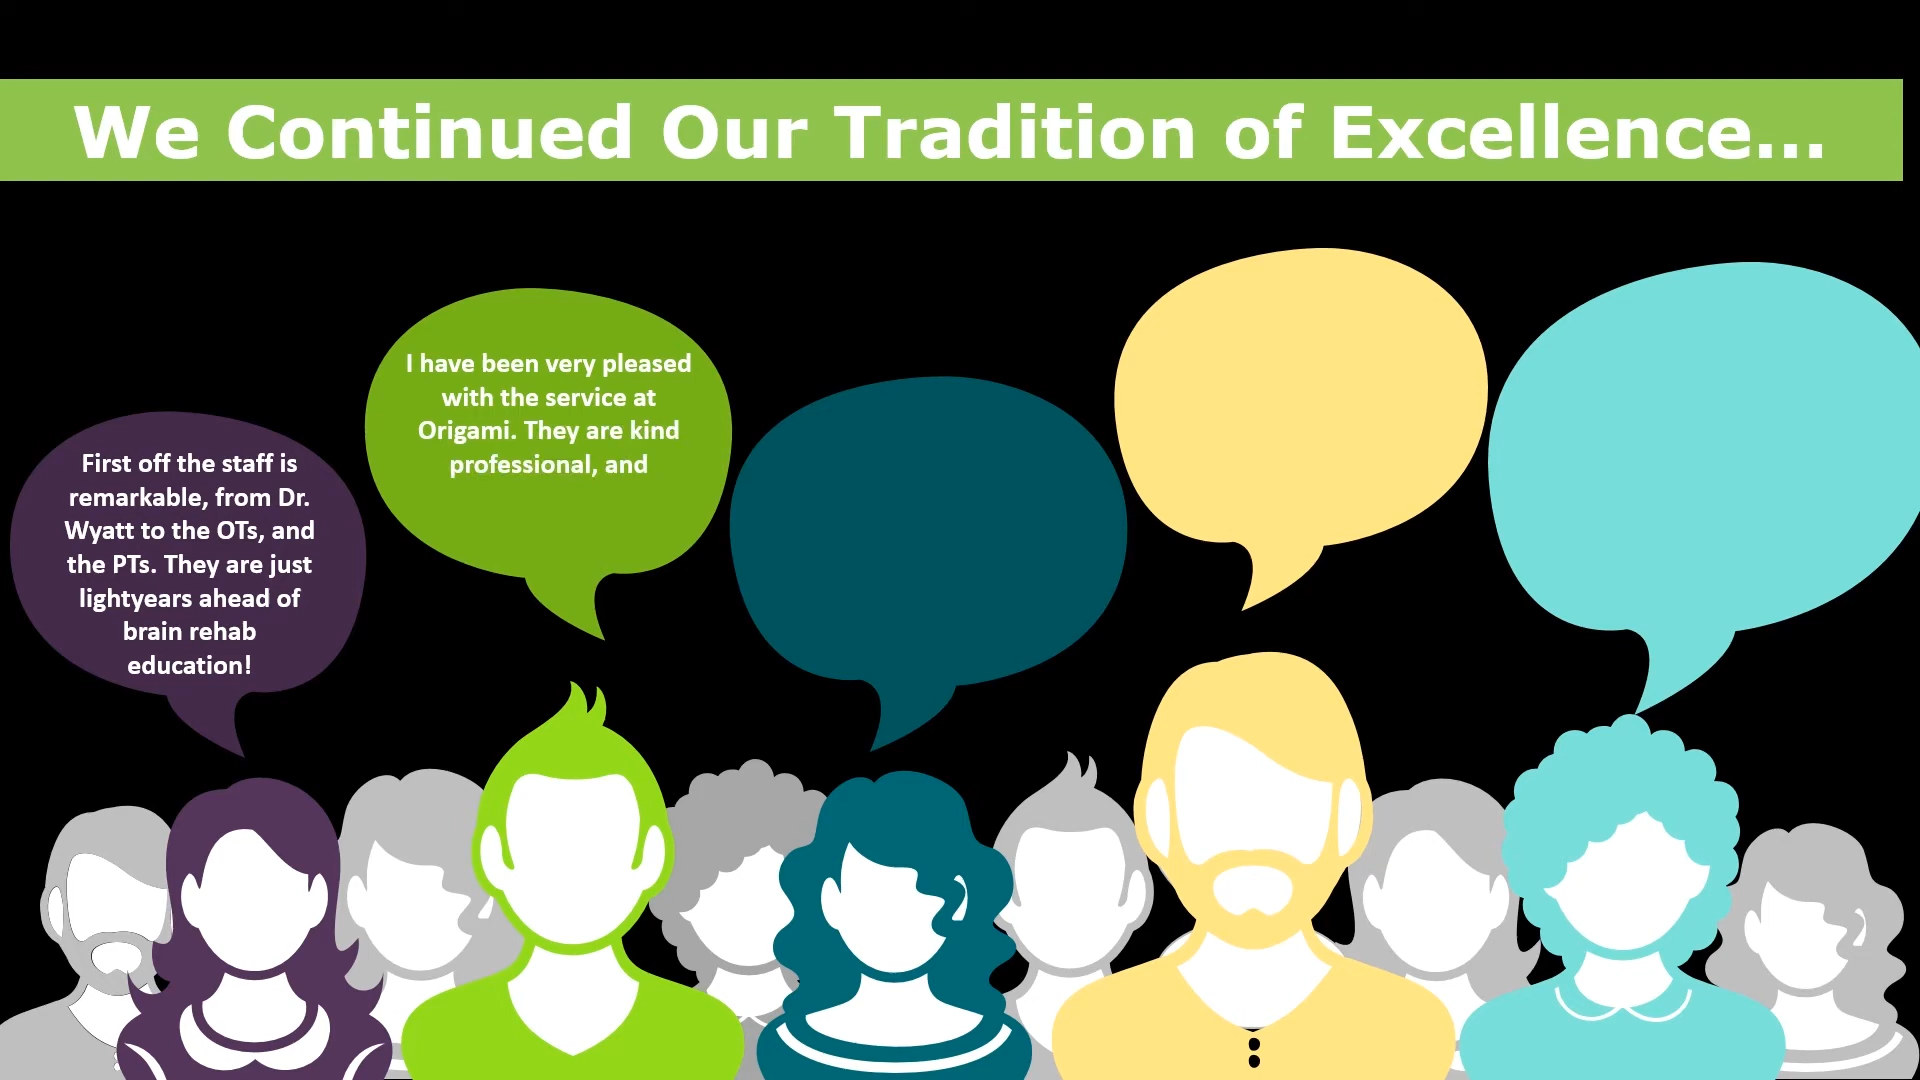 We Continued Our Tradition of Excellence...
First off the staff is
remarkable, from Dr.
Wyatt to the OTs, and
the PTs. They are just
lightyears ahead of
brain rehab
education!
I have been very pleased
with the service at
Origami. They are kind
professional, and